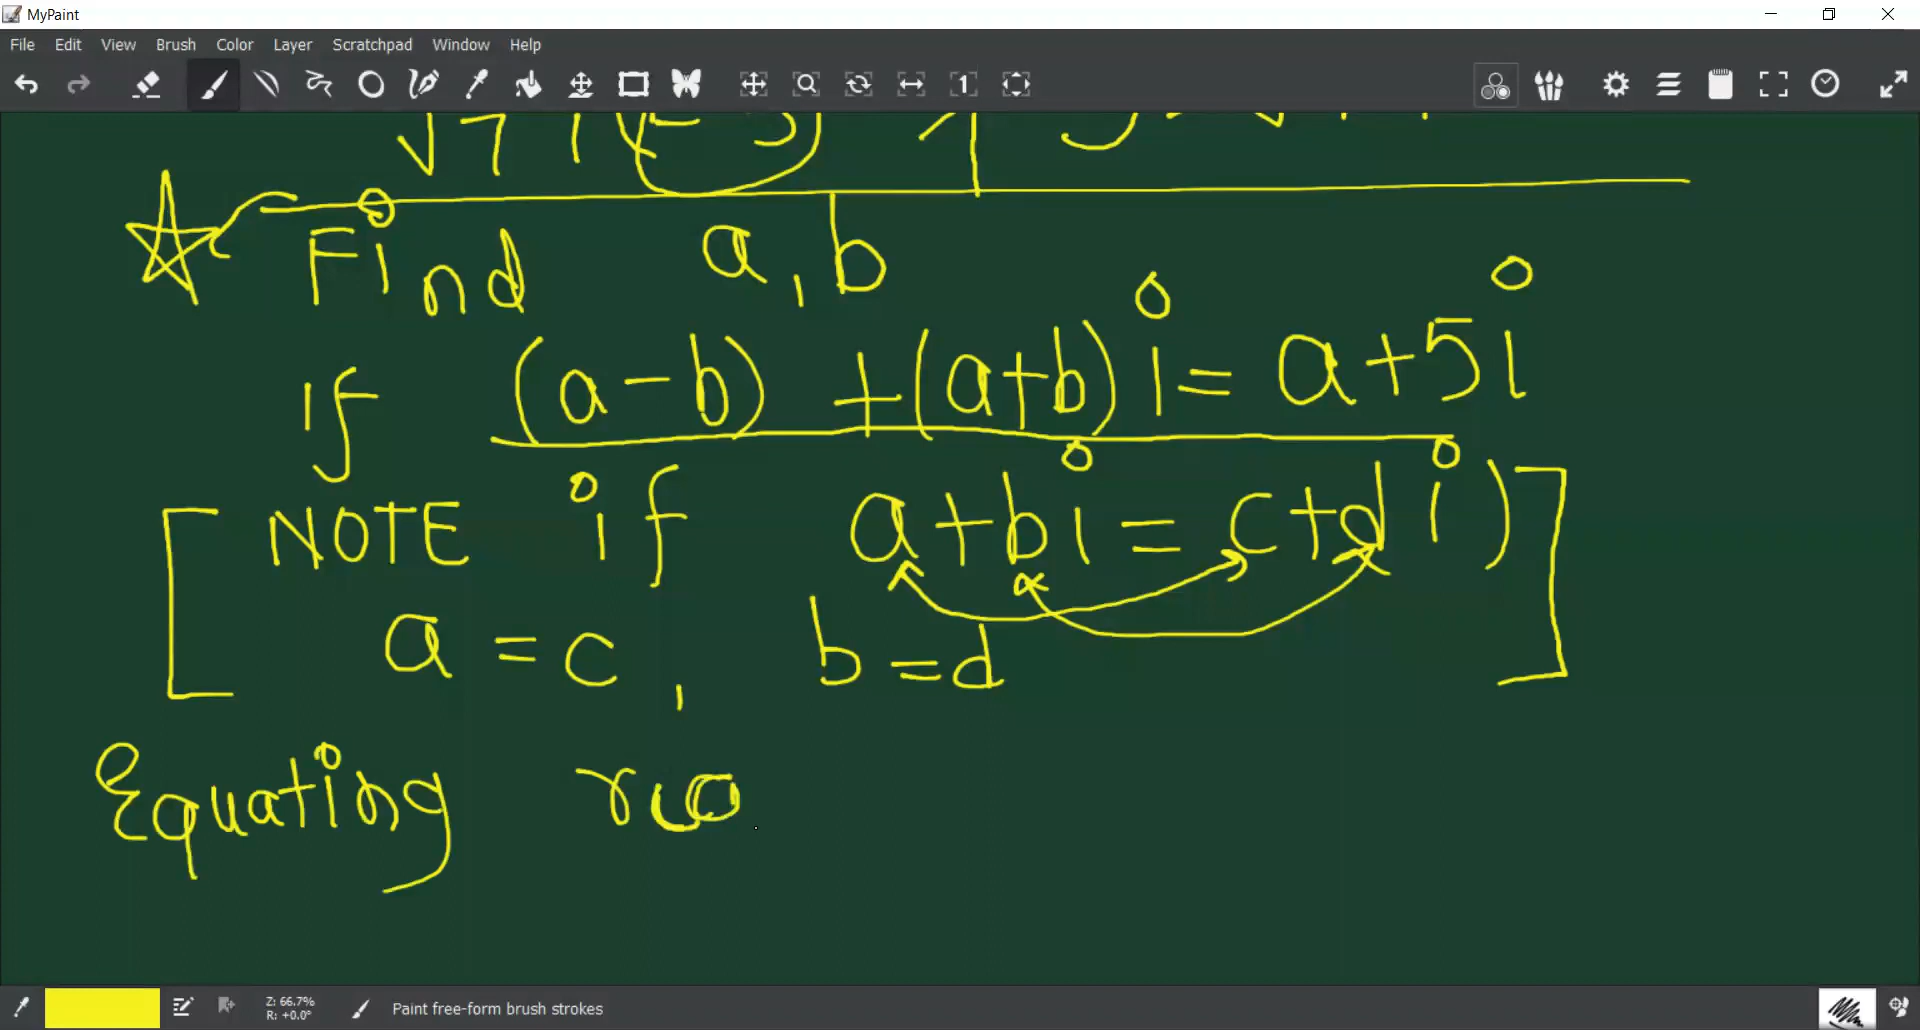 MyPaint
File Edit View Brush Color Layer Scratchpad Window Help
Find a, b
if (a-b) + (a+b) i = a+5i
[ NOTE if a+bi = c+di ) ]
a = c, b = d
Equating rea
Z: 66.7%
R: +0.0°
Paint free-form brush strokes